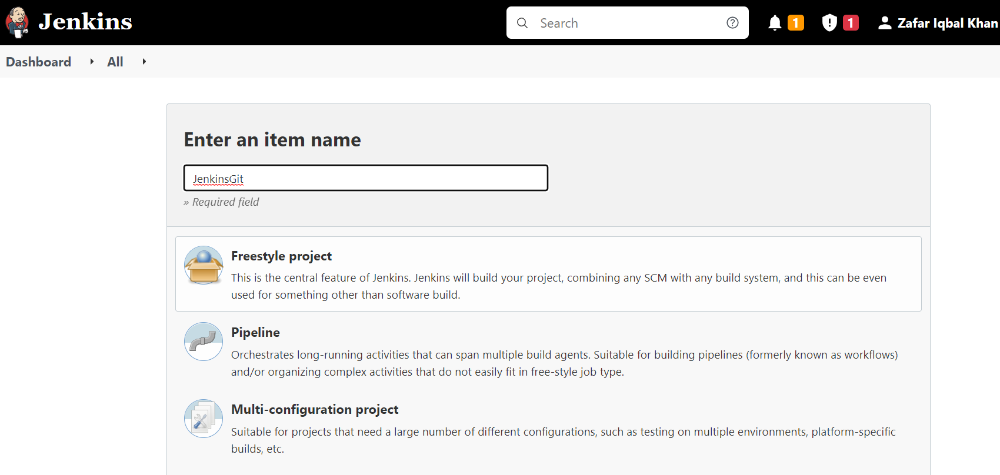 Jenkins
Search
1
1
Zafar Iqbal Khan
Dashboard
All
Enter an item name
JenkinsGit
» Required field
Freestyle project
This is the central feature of Jenkins. Jenkins will build your project, combining any SCM with any build system, and this can be even
used for something other than software build.
Pipeline
Orchestrates long-running activities that can span multiple build agents. Suitable for building pipelines (formerly known as workflows)
and/or organizing complex activities that do not easily fit in free-style job type.
Multi-configuration project
Suitable for projects that need a large number of different configurations, such as testing on multiple environments, platform-specific
builds, etc.